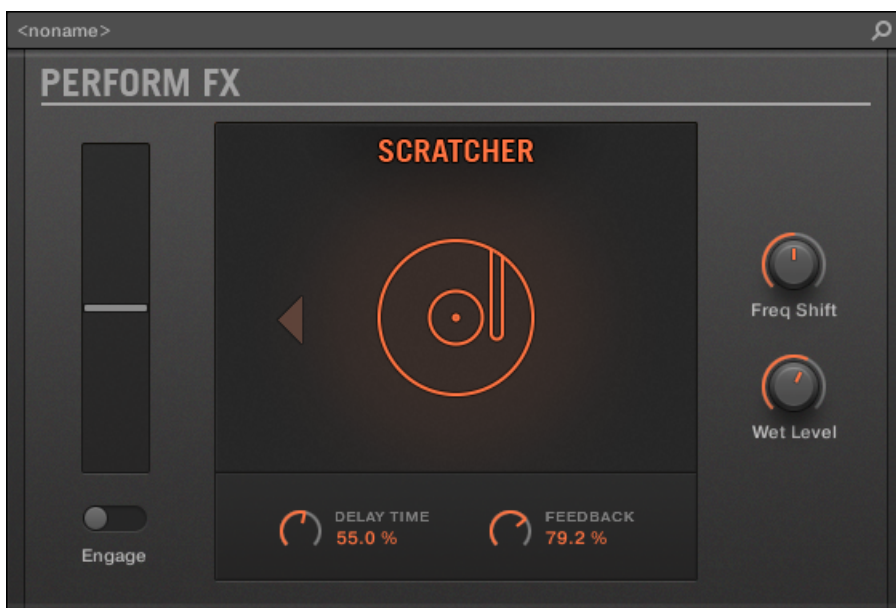 <noname>
PERFORM FX
SCRATCHER
Freq Shift
Wet Level
DELAY TIME
55.0 %
FEEDBACK
79.2 %
Engage